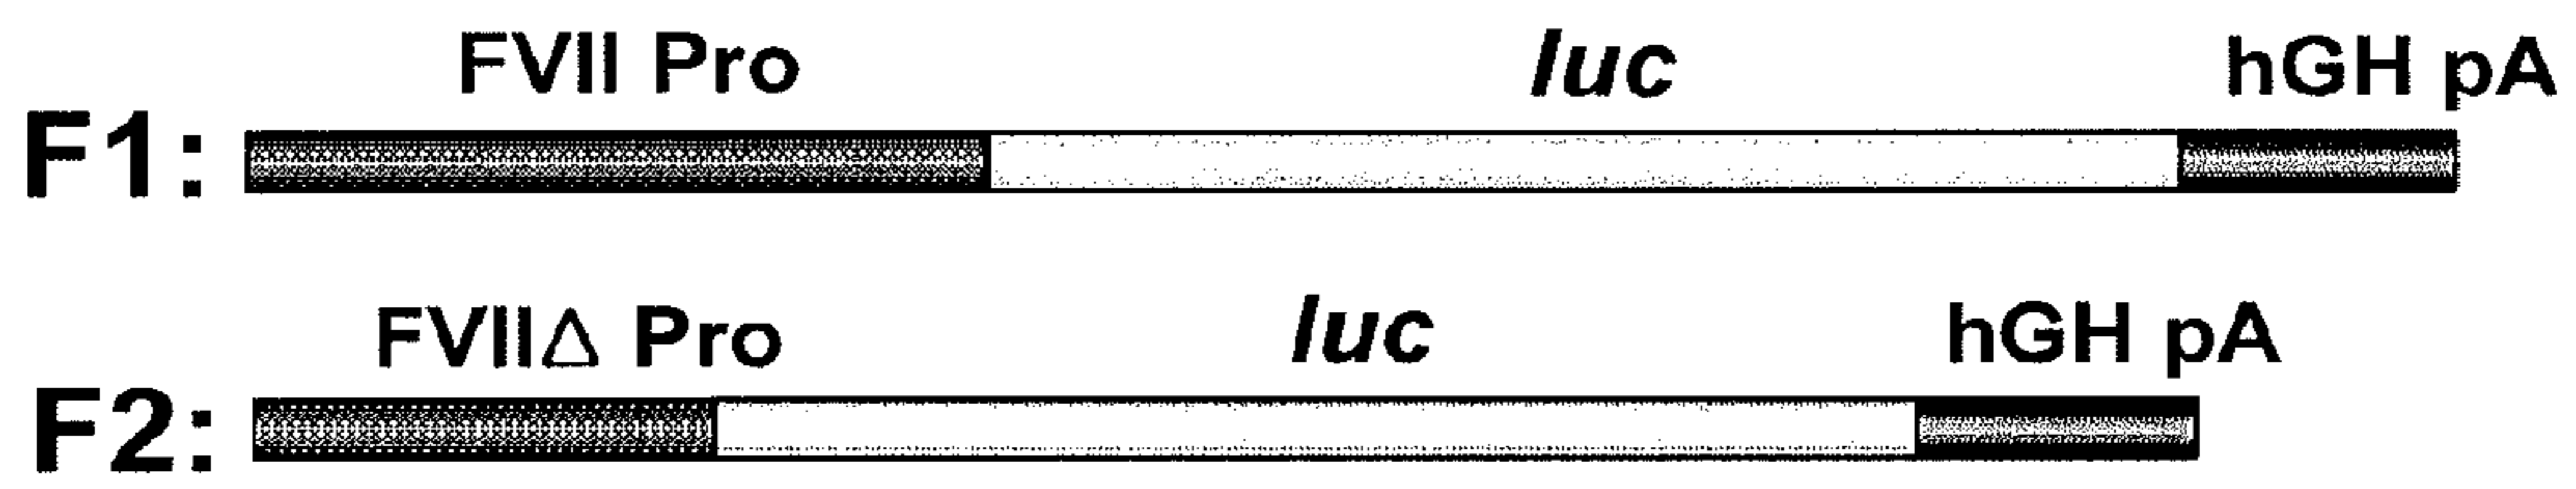 FVII Pro luc hGH pA
F1:
FVIIΔ Pro luc hGH pA
F2: